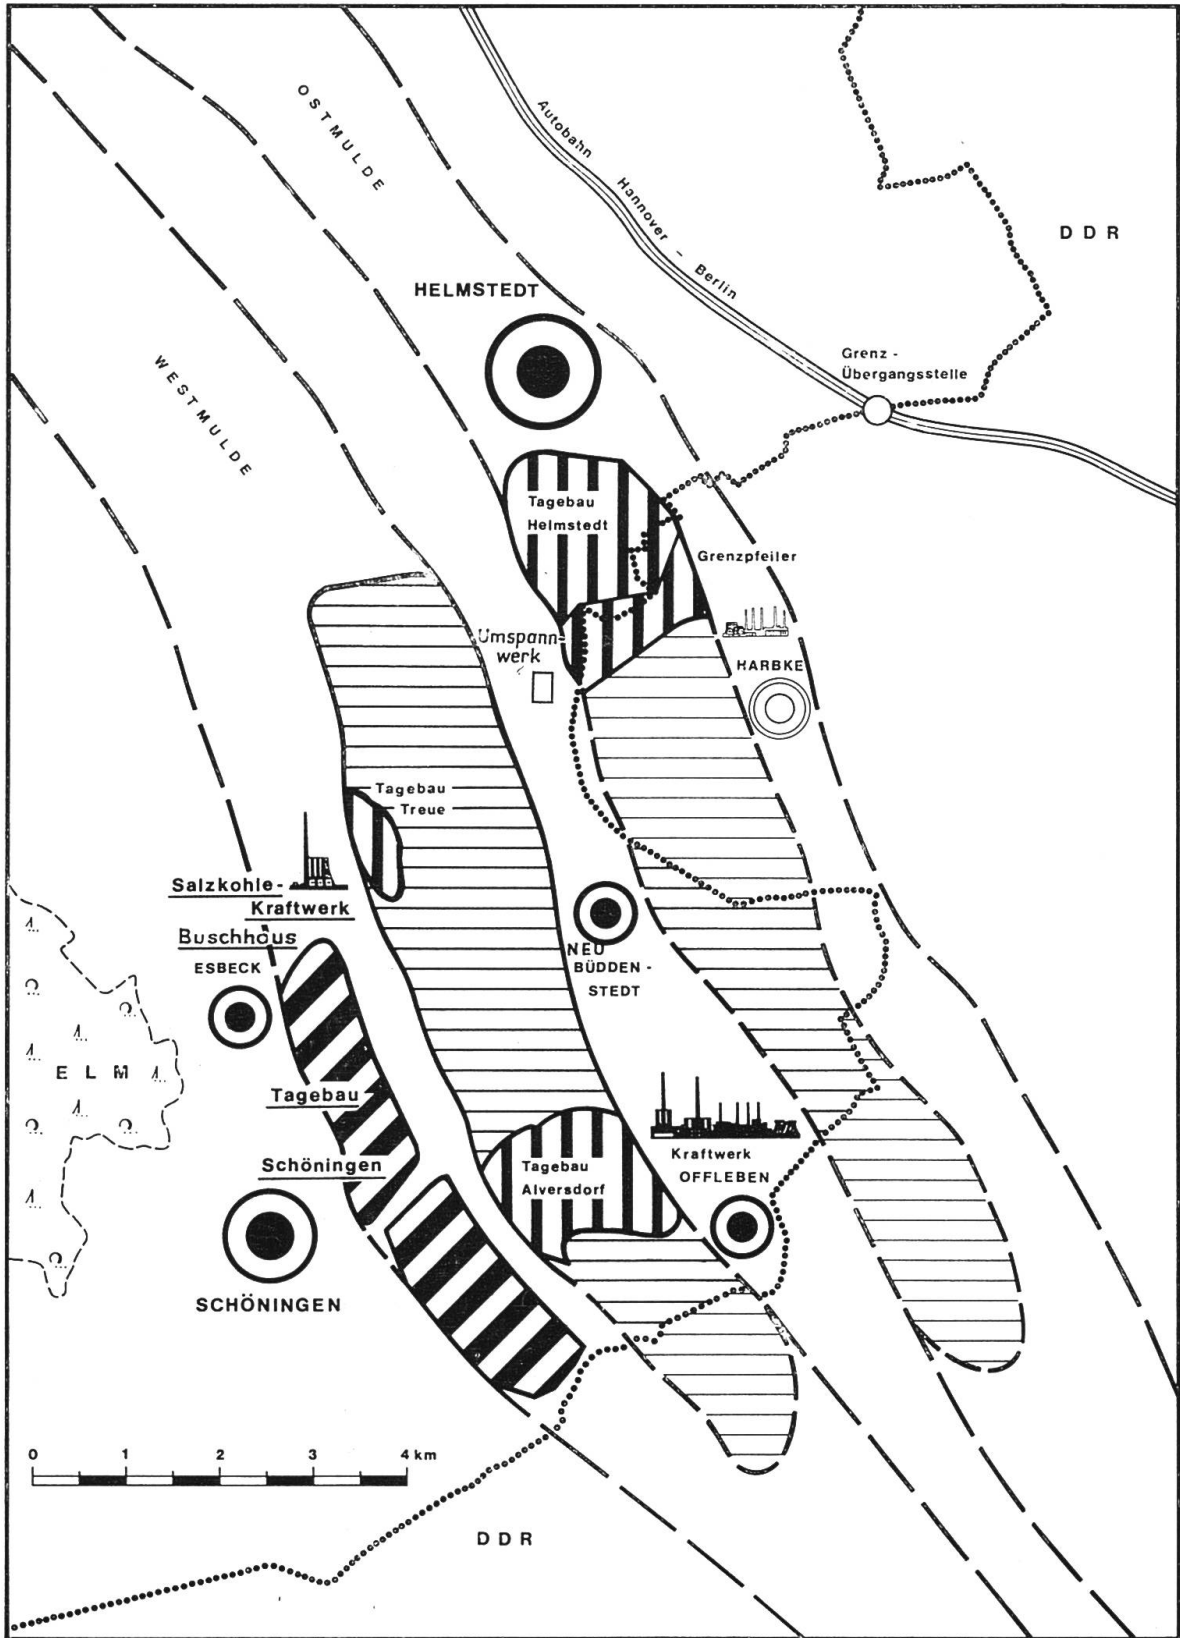 OSTMULDE
Autobahn Hannover - Berlin
DDR
HELMSTEDT
Grenz-
Übergangsstelle
WESTMULDE
Tagebau
Helmstedt
Grenzpfeiler
Umspann-
werk
HARBKE
Tagebau
Treue
Salzkohle-
Kraftwerk
Buschhaus
ESBECK
NEU
BÜDDEN-
STEDT
ELM
Tagebau
Schöningen
Kraftwerk
OFFLEBEN
Tagebau
Alversdorf
SCHÖNINGEN
0 1 2 3 4 km
DDR